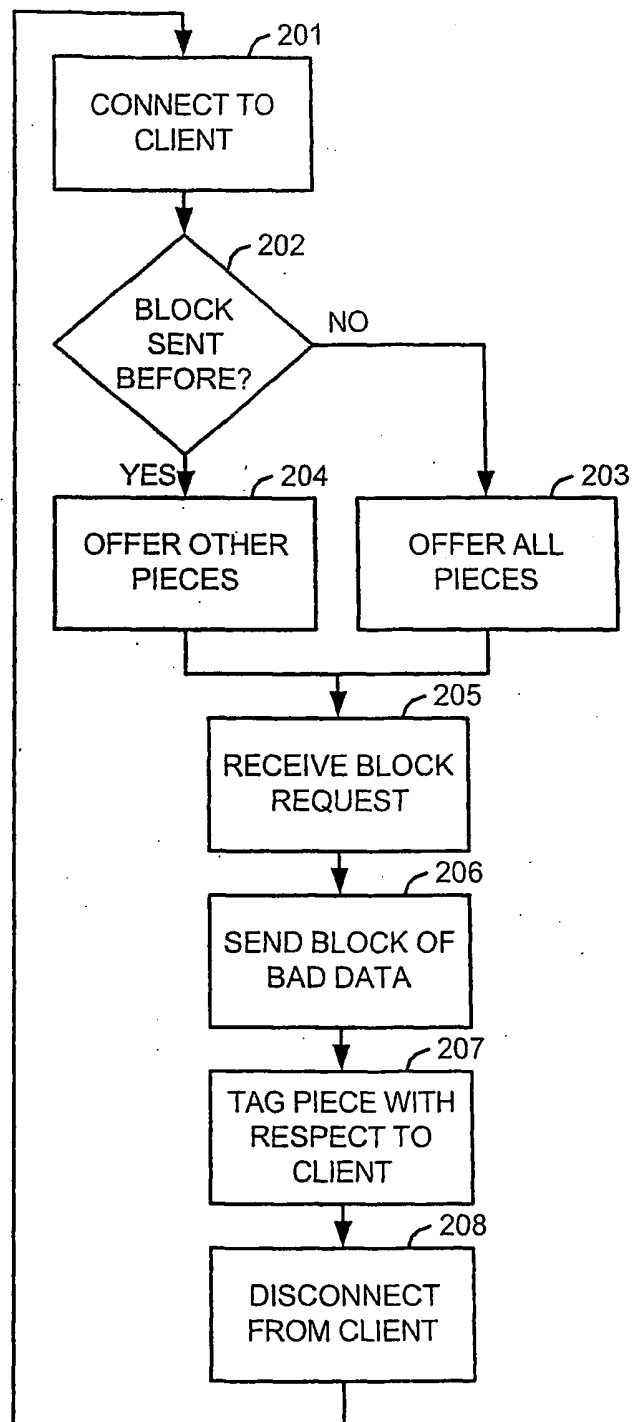 201
CONNECT TO
CLIENT
202
BLOCK
SENT
BEFORE?
NO
YES
204
OFFER OTHER
PIECES
203
OFFER ALL
PIECES
205
RECEIVE BLOCK
REQUEST
206
SEND BLOCK OF
BAD DATA
207
TAG PIECE WITH
RESPECT TO
CLIENT
208
DISCONNECT
FROM CLIENT